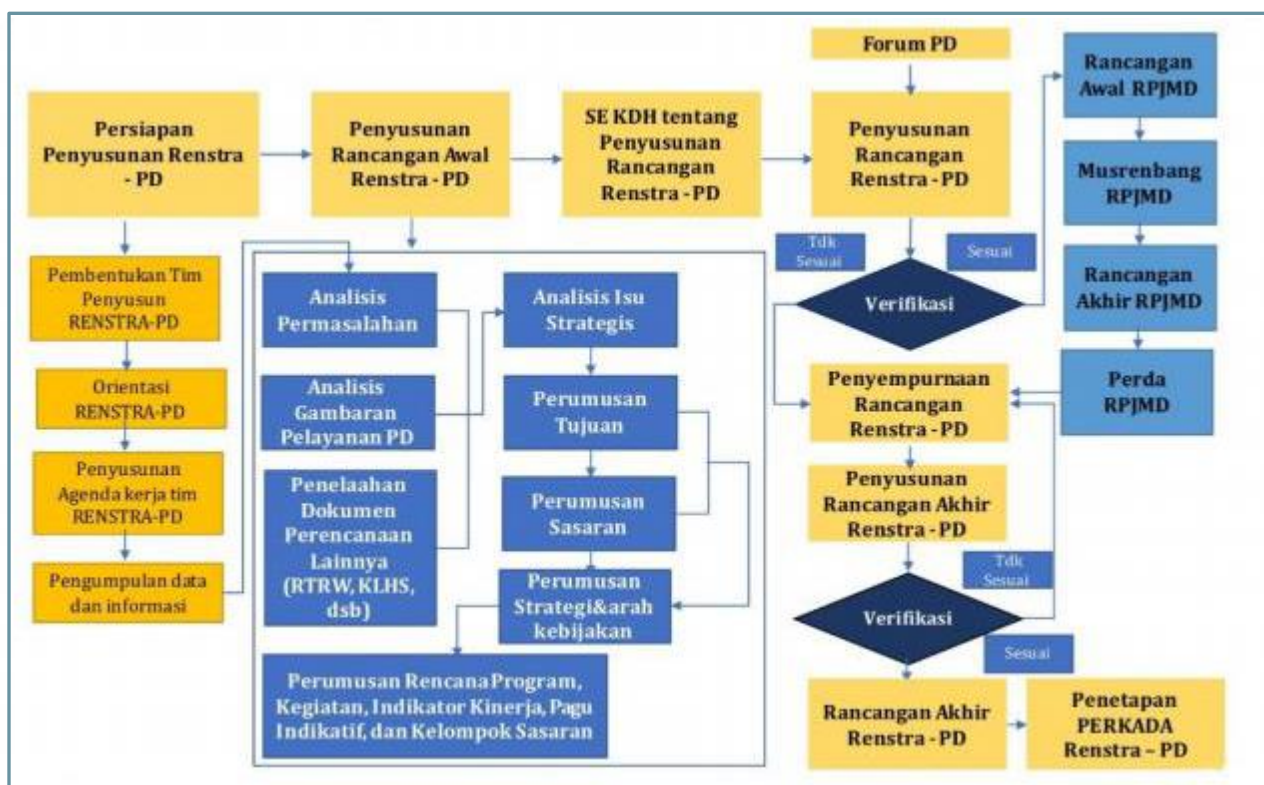 Forum PD
Persiapan
Penyusunan Renstra
- PD
Penyusunan
Rancangan Awal
Renstra - PD
SE KDH tentang
Penyusunan
Rancangan
Renstra - PD
Penyusunan
Rancangan
Renstra - PD
Rancangan
Awal RPJMD
Musrenbang
RPJMD
Rancangan
Akhir RPJMD
Perda
RPJMD
Tdk
Sesuai
Sesuai
Verifikasi
Pembentukan Tim
Penyusun
RENSTRA-PD
Orientasi
RENSTRA-PD
Penyusunan
Agenda kerja tim
RENSTRA-PD
Pengumpulan data
dan informasi
Analisis
Permasalahan
Analisis
Gambaran
Pelayanan PD
Penelaahan
Dokumen
Perencanaan
Lainnya
(RTRW, KLHS,
dsb)
Analisis Isu
Strategis
Perumusan
Tujuan
Perumusan
Sasaran
Perumusan
Strategi&arah
kebijakan
Perumusan Rencana Program,
Kegiatan, Indikator Kinerja, Pagu
Indikatif, dan Kelompok Sasaran
Penyempurnaan
Rancangan
Renstra - PD
Penyusunan
Rancangan Akhir
Renstra - PD
Tdk
Sesuai
Verifikasi
Sesuai
Rancangan Akhir
Renstra - PD
Penetapan
PERKADA
Renstra – PD